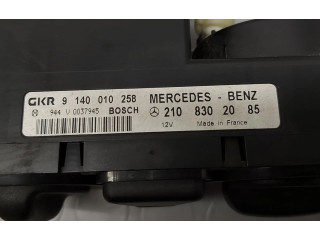 GKR 9 140 010 258 MERCEDES - BENZ
944 V 0037945 BOSCH 210 830 20 85
12V Made in France